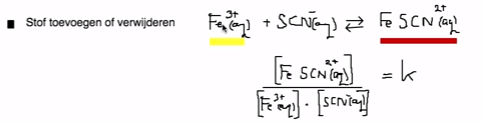 Stof toevoegen of verwijderen
Fe³⁺(aq) + SCN⁻(aq) ⇄ FeSCN²⁺(aq)
[FeSCN²⁺(aq)]
[Fe³⁺(aq)] · [SCN⁻(aq)] = k